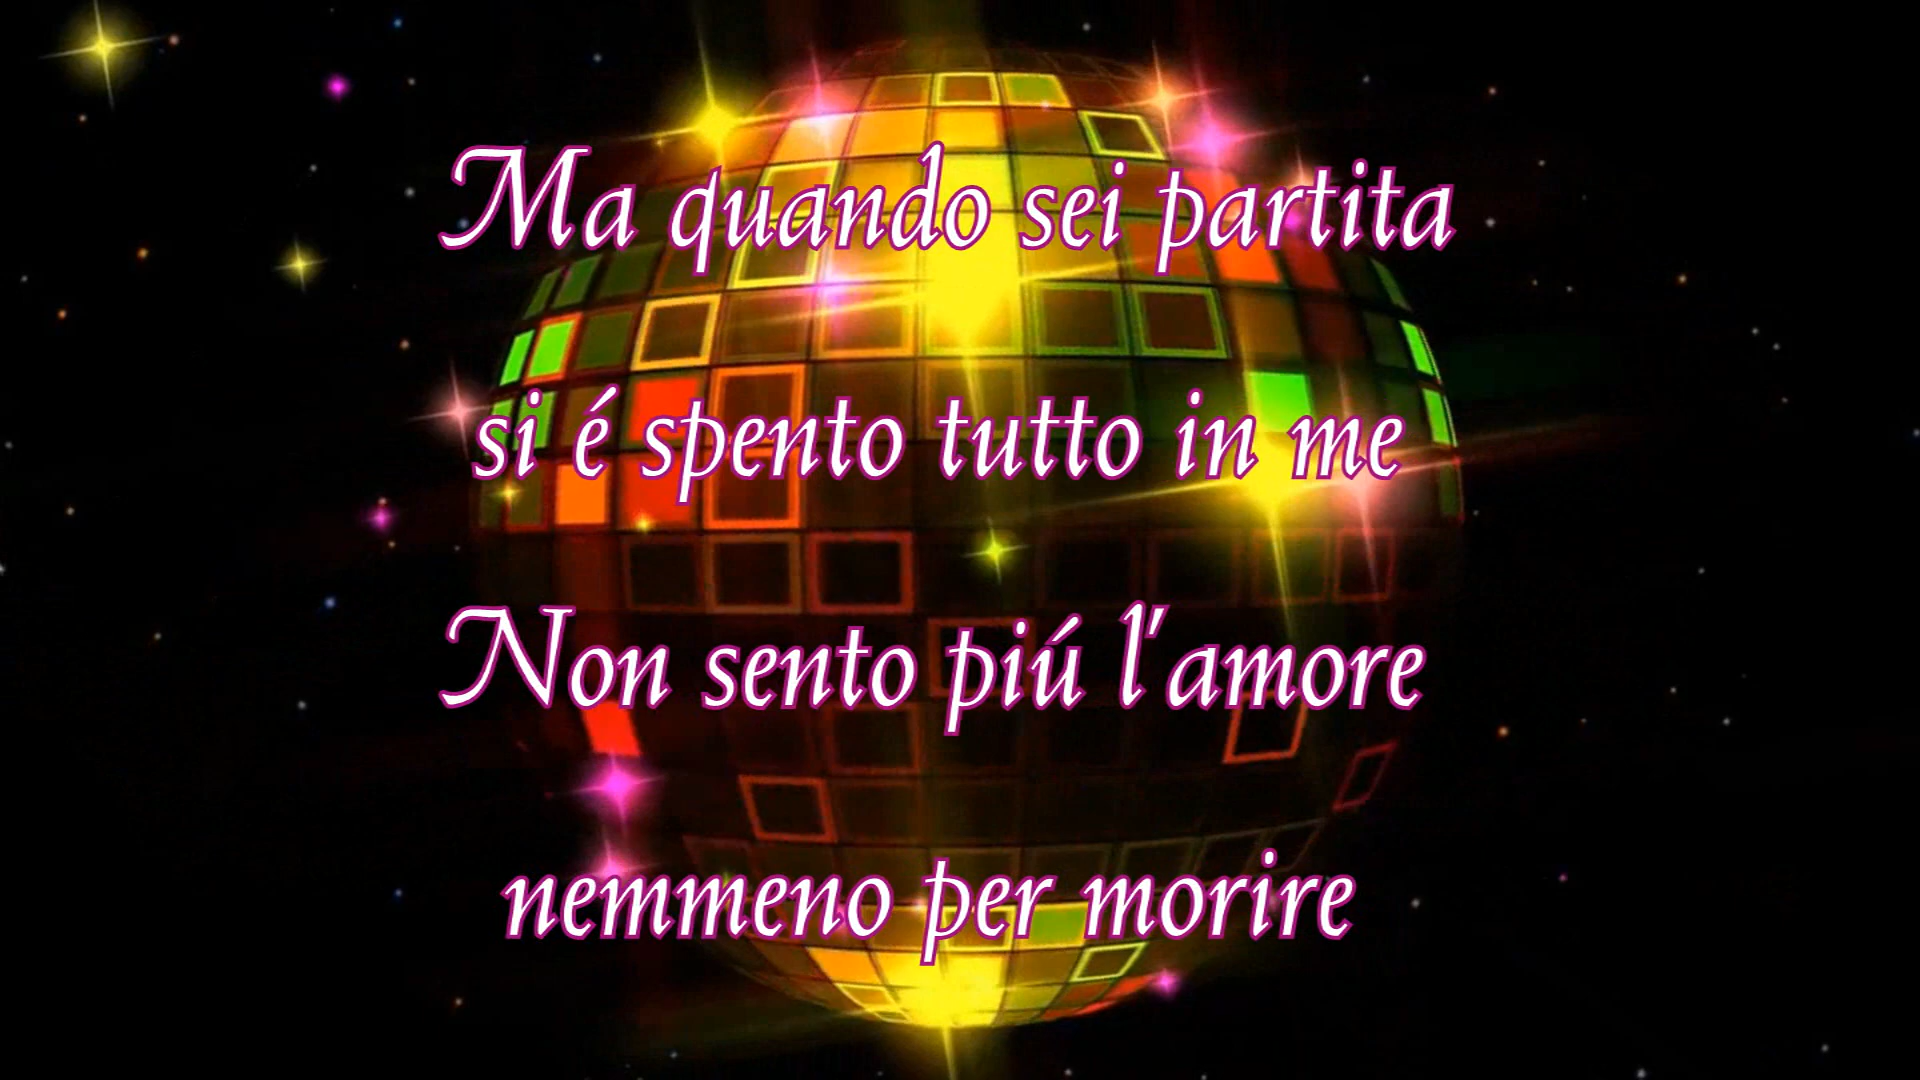 Ma quando sei partita
si é spento tutto in me
Non sento piú l'amore
nemmeno per morire